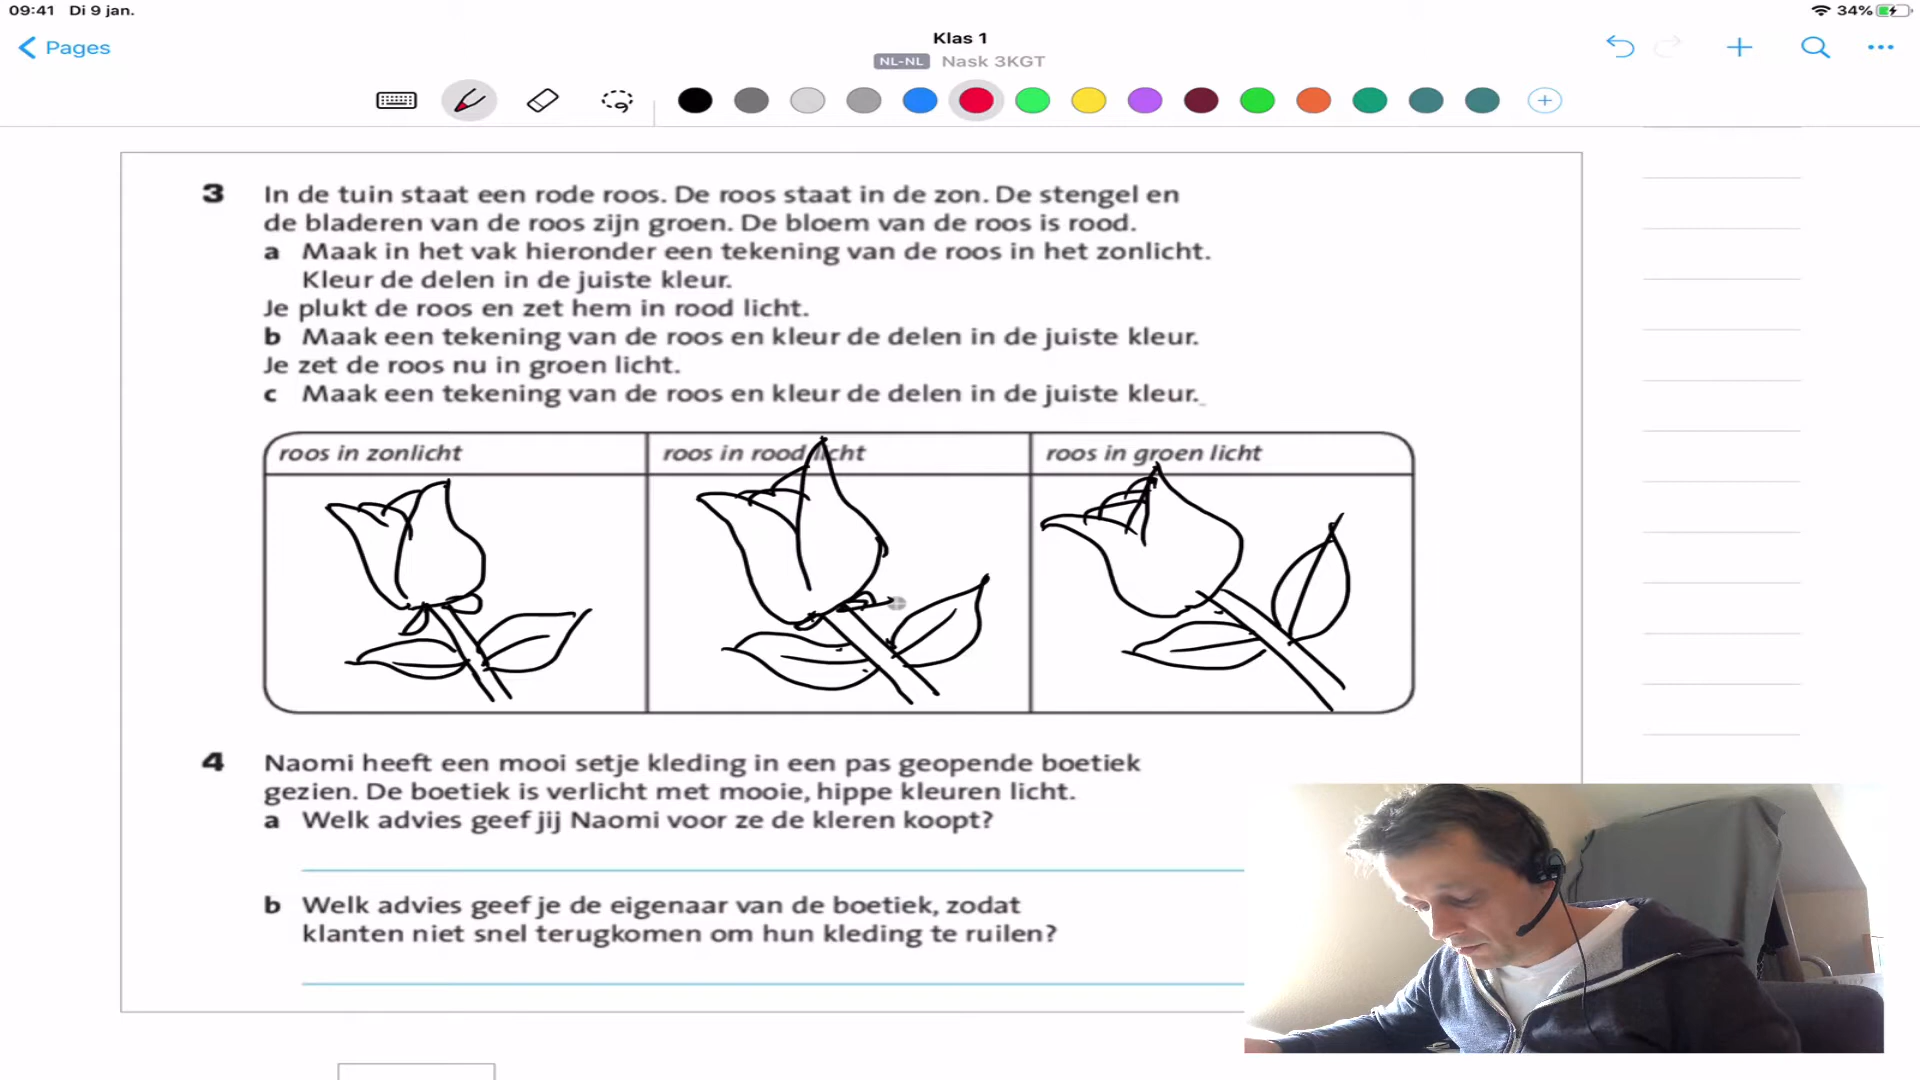 09:41 Di 9 jan.
34%
Pages
Klas 1
NL-NL Nask 3KGT
3 In de tuin staat een rode roos. De roos staat in de zon. De stengel en
de bladeren van de roos zijn groen. De bloem van de roos is rood.
a Maak in het vak hieronder een tekening van de roos in het zonlicht.
Kleur de delen in de juiste kleur.
Je plukt de roos en zet hem in rood licht.
b Maak een tekening van de roos en kleur de delen in de juiste kleur.
Je zet de roos nu in groen licht.
c Maak een tekening van de roos en kleur de delen in de juiste kleur.
roos in zonlicht
roos in rood licht
roos in groen licht
4 Naomi heeft een mooi setje kleding in een pas geopende boetiek
gezien. De boetiek is verlicht met mooie, hippe kleuren licht.
a Welk advies geef jij Naomi voor ze de kleren koopt?
b Welk advies geef je de eigenaar van de boetiek, zodat
klanten niet snel terugkomen om hun kleding te ruilen?